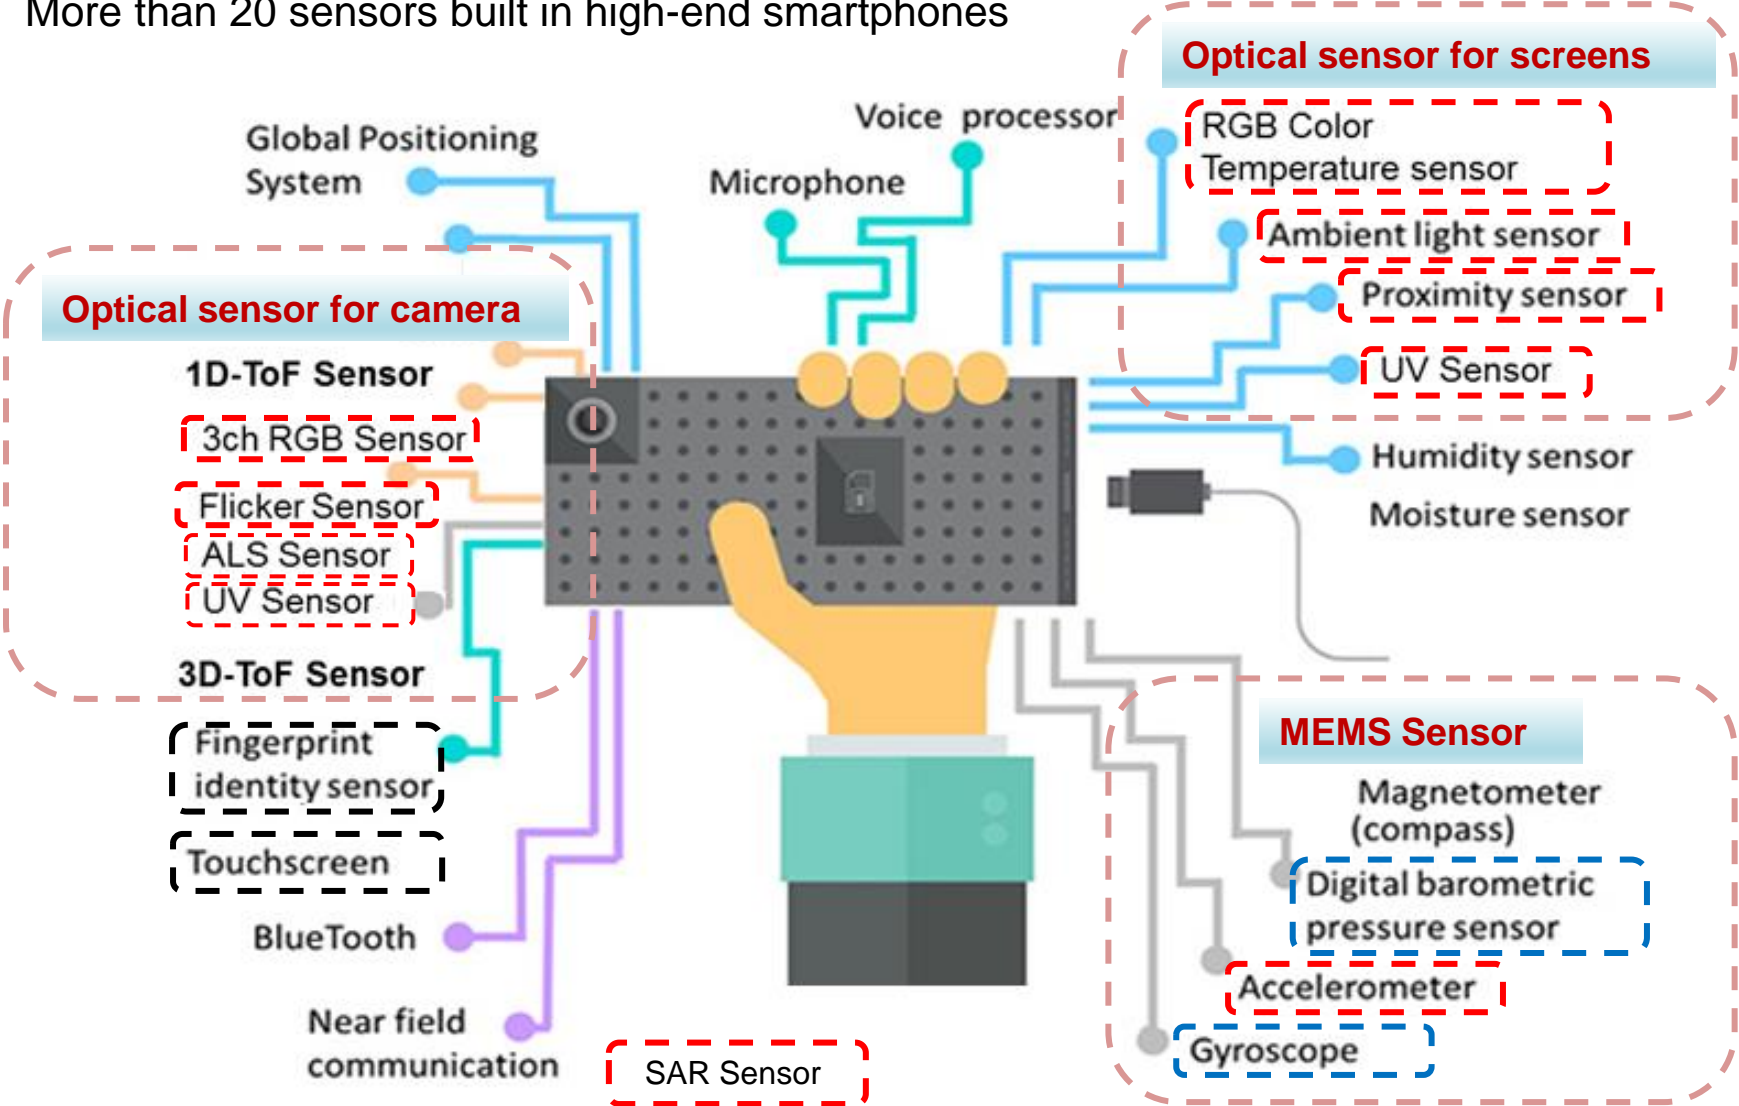 More than 20 sensors built in high-end smartphones
Optical sensor for screens
RGB Color
Temperature sensor
Ambient light sensor
Proximity sensor
UV Sensor
Humidity sensor
Moisture sensor
Voice processor
Microphone
Global Positioning
System
Optical sensor for camera
1D-ToF Sensor
3ch RGB Sensor
Flicker Sensor
ALS Sensor
UV Sensor
3D-ToF Sensor
Fingerprint
identity sensor
Touchscreen
BlueTooth
Near field
communication
SAR Sensor
MEMS Sensor
Magnetometer
(compass)
Digital barometric
pressure sensor
Accelerometer
Gyroscope